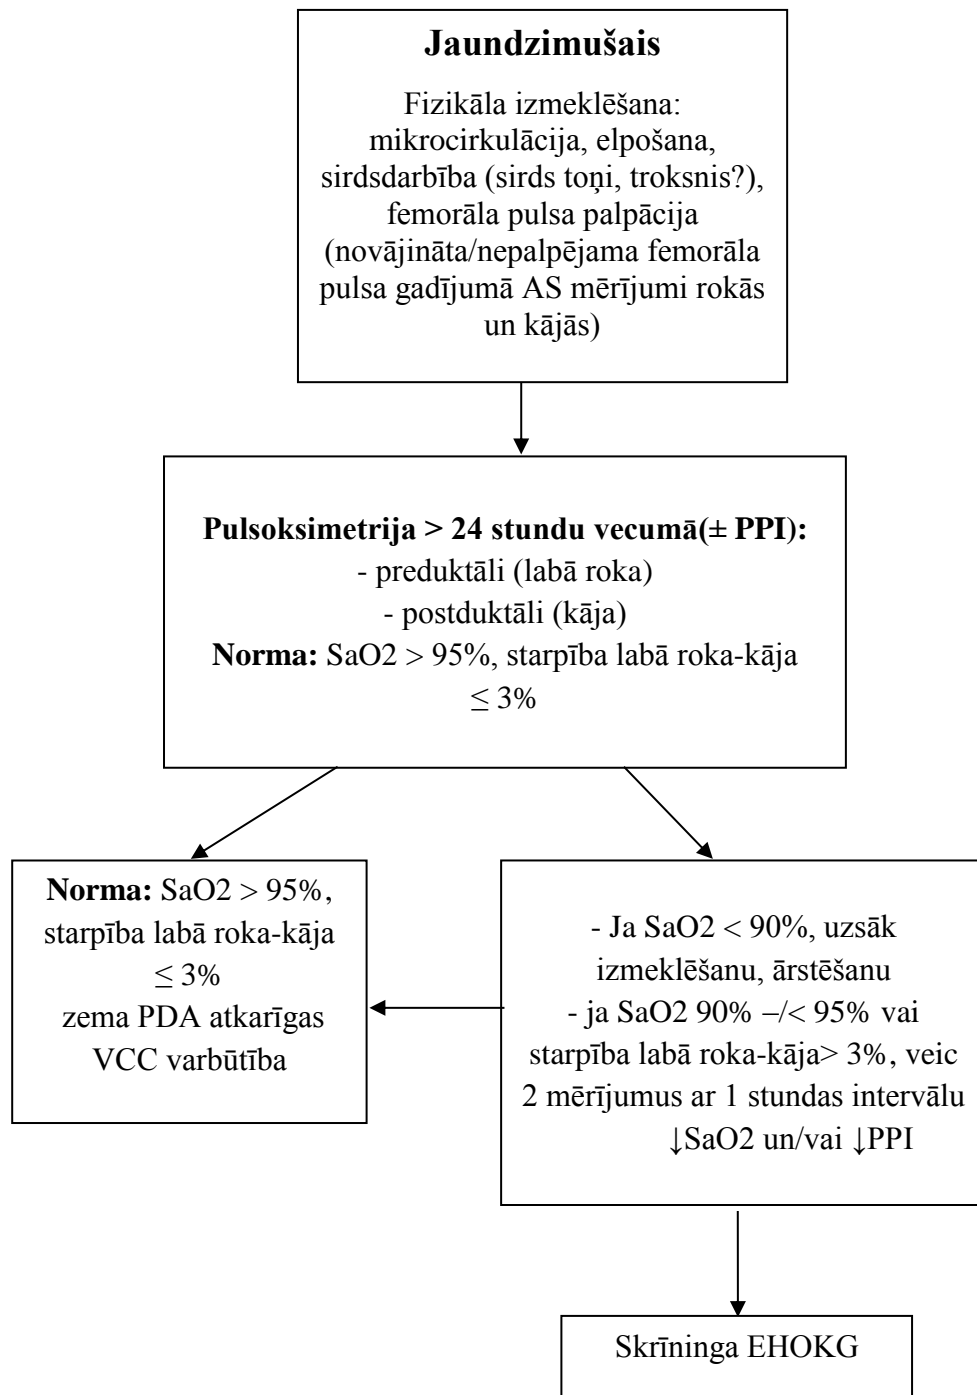 Jaundzimušais
Fizikāla izmeklēšana:
mikrocirkulācija, elpošana,
sirdsdarbība (sirds toņi, troksnis?),
femorāla pulsa palpācija
(novājināta/nepalpējama femorāla
pulsa gadījumā AS mērījumi rokās
un kājās)
Pulsoksimetrija > 24 stundu vecumā(± PPI):
- preduktāli (labā roka)
- postduktāli (kāja)
Norma: SaO2 > 95%, starpība labā roka-kāja
≤ 3%
Norma: SaO2 > 95%,
starpība labā roka-kāja
≤ 3%
zema PDA atkarīgas
VCC varbūtība
- Ja SaO2 < 90%, uzsāk
izmeklēšanu, ārstēšanu
- ja SaO2 90% –/< 95% vai
starpība labā roka-kāja> 3%, veic
2 mērījumus ar 1 stundas intervālu
↓SaO2 un/vai ↓PPI
Skrīninga EHOKG